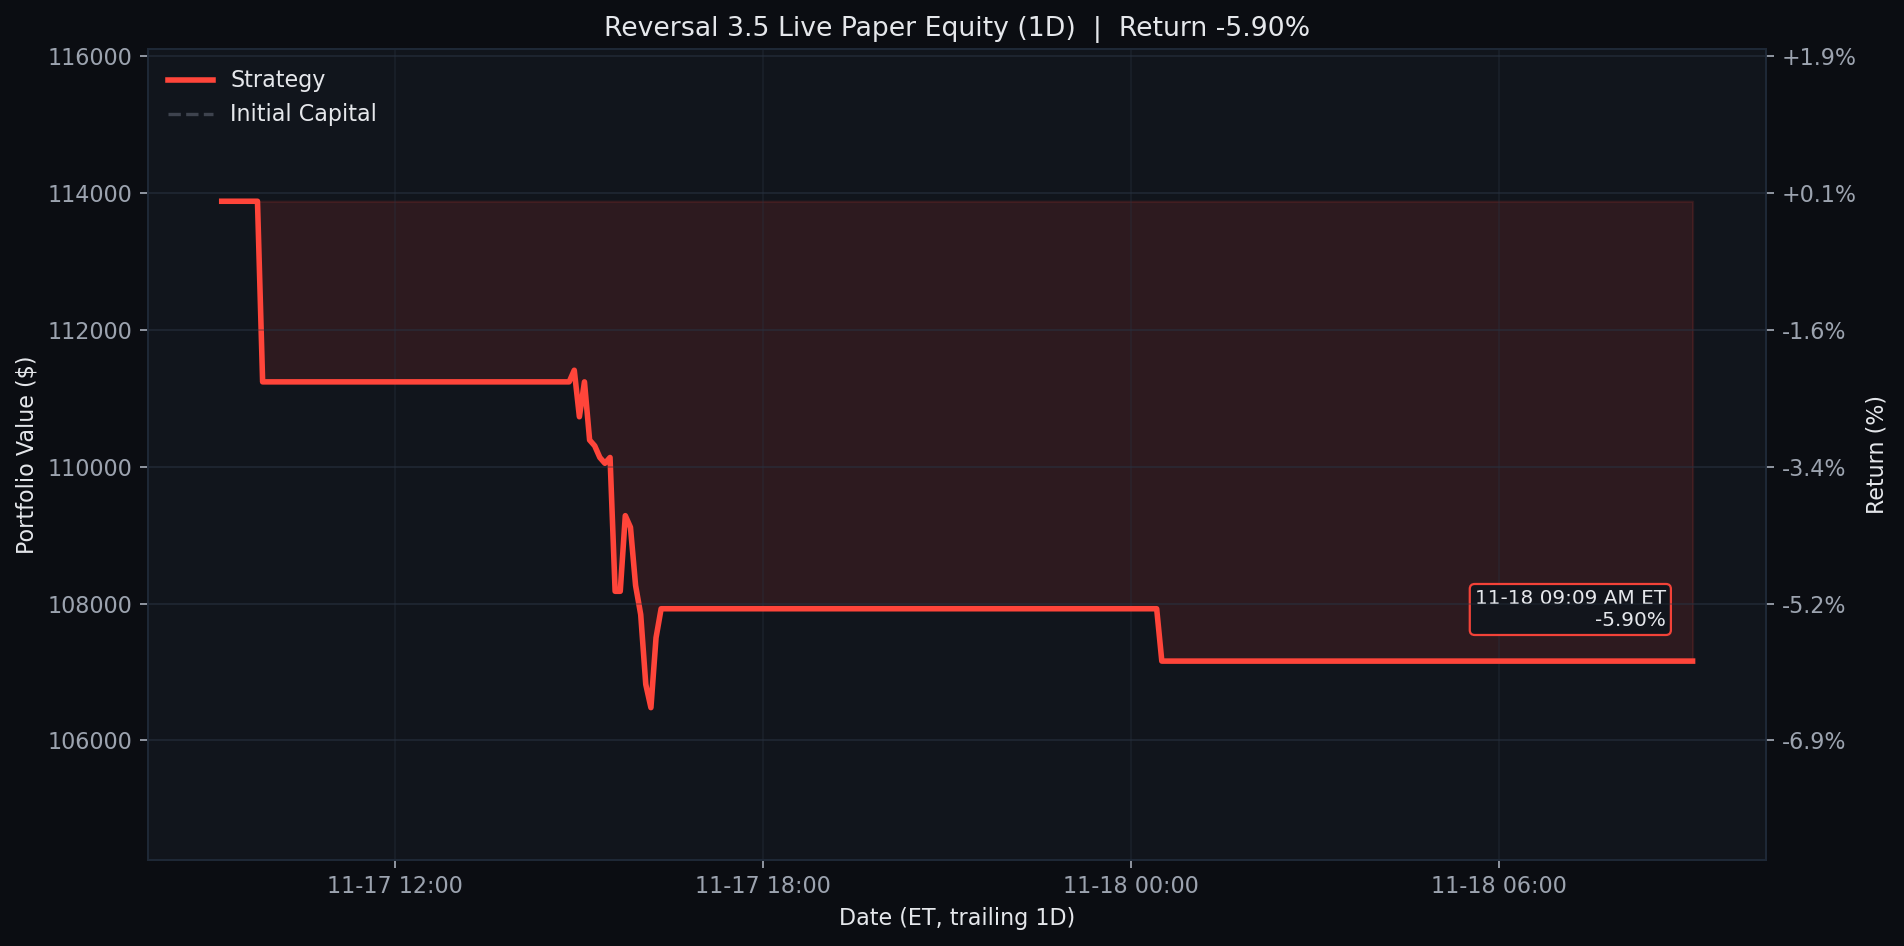 Reversal 3.5 Live Paper Equity (1D)  |  Return -5.90%
Strategy
Initial Capital
116000
114000
112000
110000
108000
106000
Portfolio Value ($)
+1.9%
+0.1%
-1.6%
-3.4%
-5.2%
-6.9%
Return (%)
11-18 09:09 AM ET
-5.90%
11-17 12:00
11-17 18:00
11-18 00:00
11-18 06:00
Date (ET, trailing 1D)